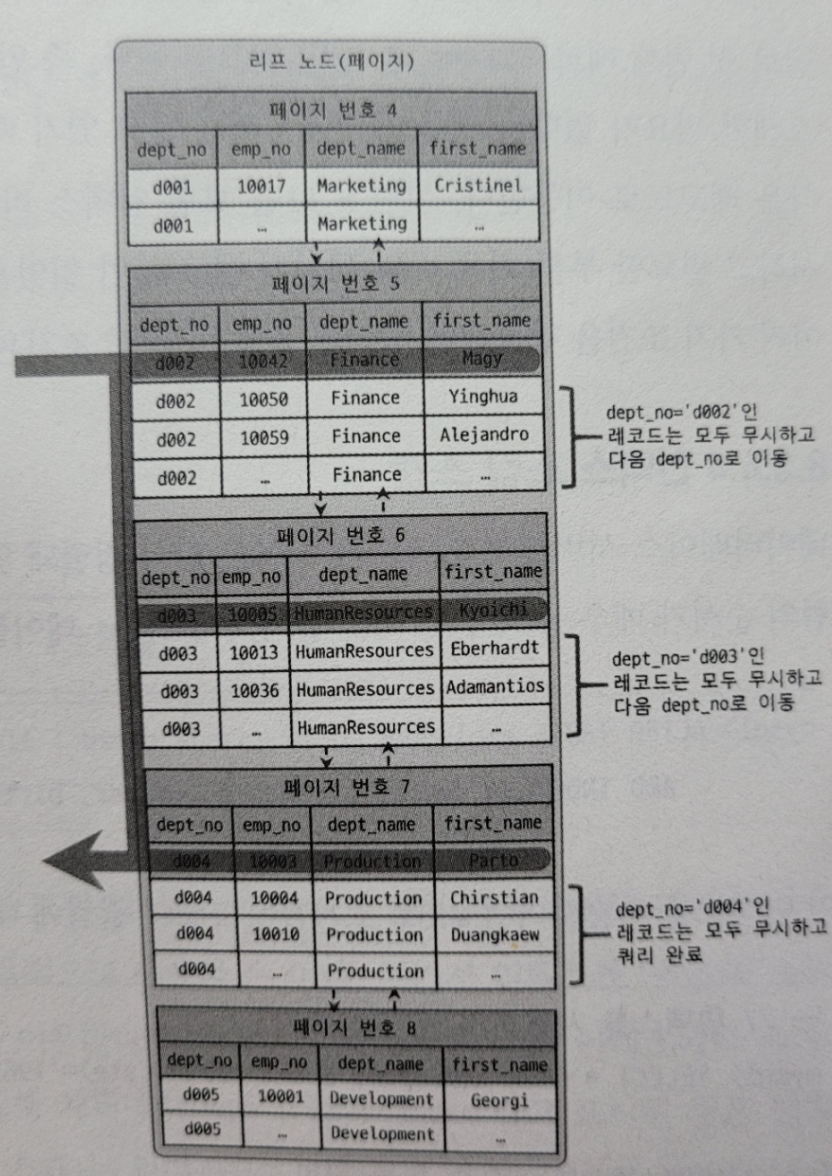 리프 노드(페이지)
페이지 번호 4
dept_no emp_no dept_name first_name
d001 10017 Marketing Cristinel
d001 … Marketing …
페이지 번호 5
dept_no emp_no dept_name first_name
d002 10042 Finance Magy
d002 10050 Finance Yinghua
d002 10059 Finance Alejandro
d002 … Finance …
dept_no='d002'인
레코드는 모두 무시하고
다음 dept_no로 이동
페이지 번호 6
dept_no emp_no dept_name first_name
d003 10005 HumanResources Kyoichi
d003 10013 HumanResources Eberhardt
d003 10036 HumanResources Adamantios
d003 … HumanResources …
dept_no='d003'인
레코드는 모두 무시하고
다음 dept_no로 이동
페이지 번호 7
dept_no emp_no dept_name first_name
d004 10003 Production Parto
d004 10004 Production Chirstian
d004 10010 Production Duangkaew
d004 … Production …
dept_no='d004'인
레코드는 모두 무시하고
쿼리 완료
페이지 번호 8
dept_no emp_no dept_name first_name
d005 10001 Development Georgi
d005 … Development …